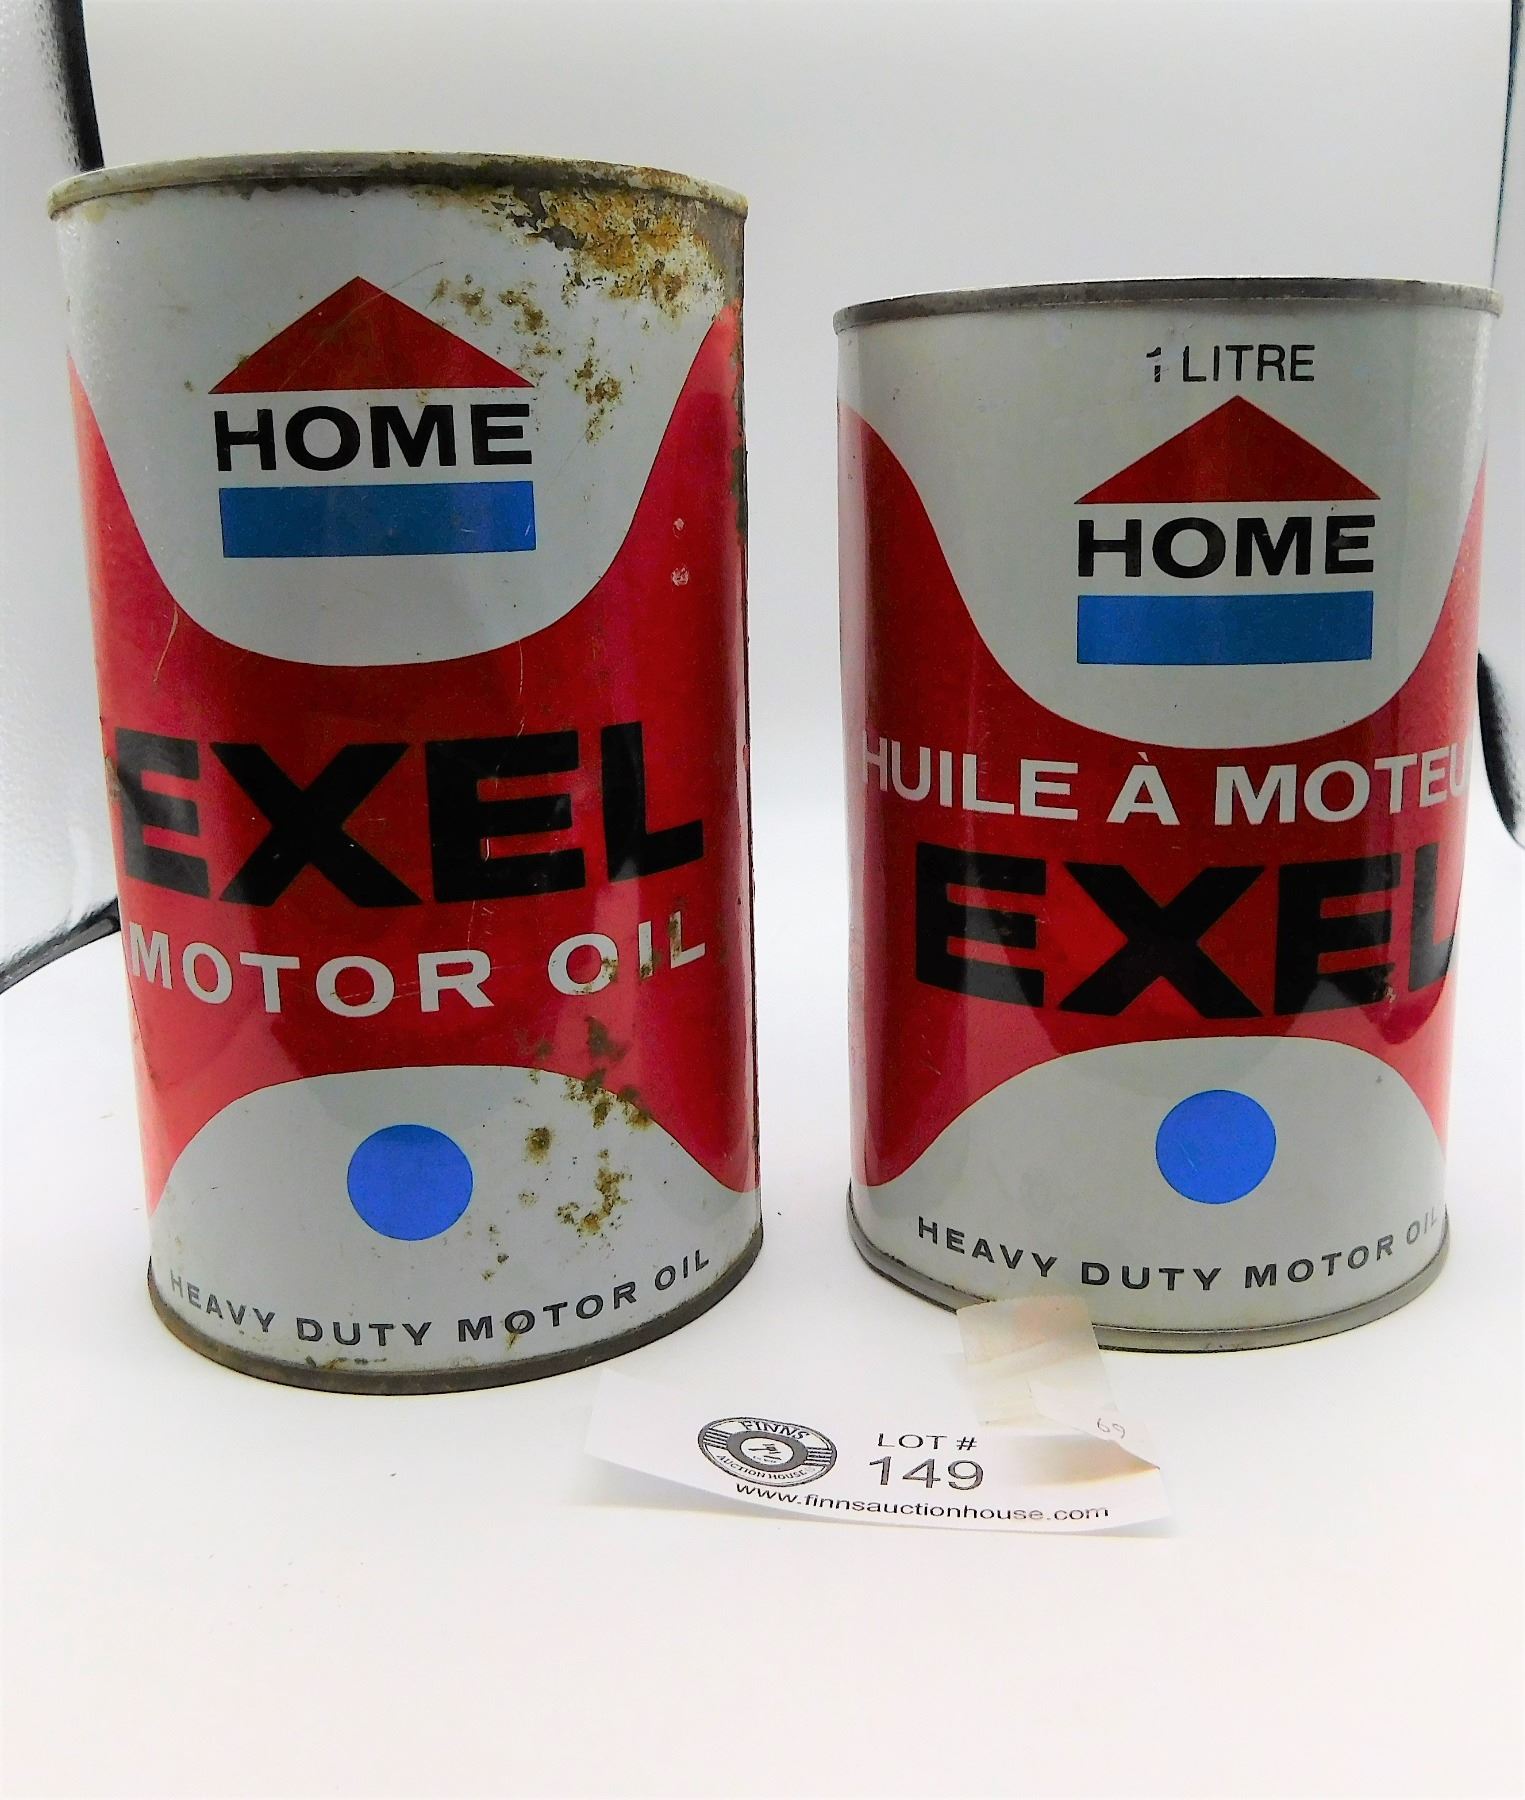 HOME
EXEL
MOTOR OIL
HEAVY DUTY MOTOR OIL
1 LITRE
HOME
HUILE À MOTEU
EXEL
HEAVY DUTY MOTOR OIL
FINNS
AUCTION HOUSE
LOT #
149
www.finnsauctionhouse.com
69